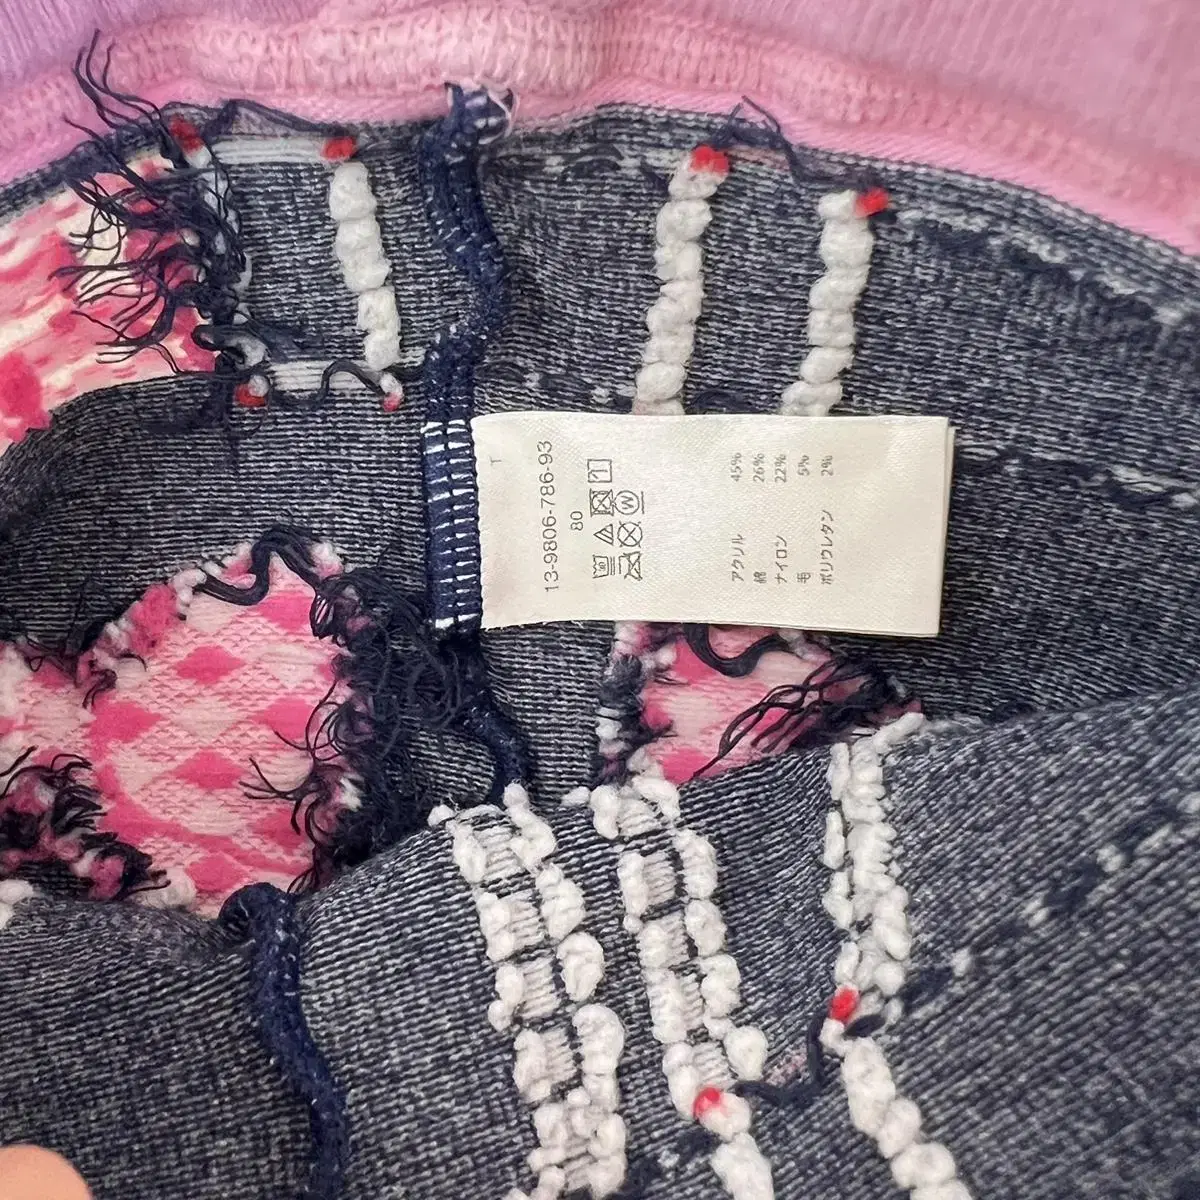 13-9806-786-93
80
アクリル 45%
綿 26%
ナイロン 22%
毛 5%
ポリウレタン 2%